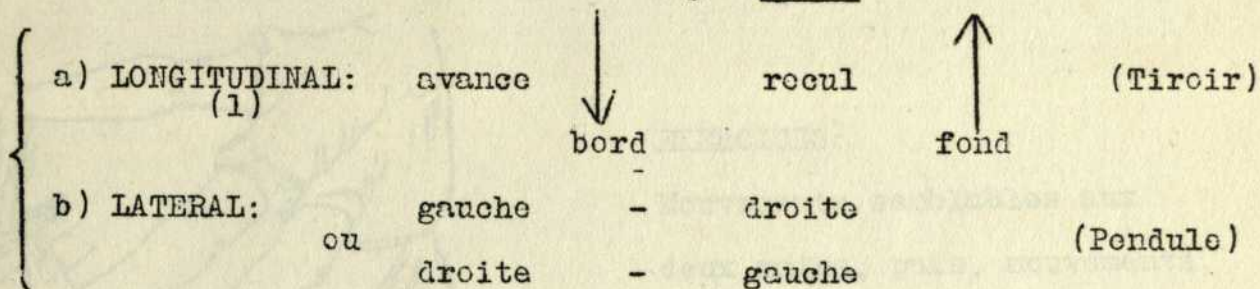 a) LONGITUDINAL: avance recul (Tiroir)
(1)
bord fond
-
b) LATERAL: gauche - droite
ou (Pendule)
droite - gauche